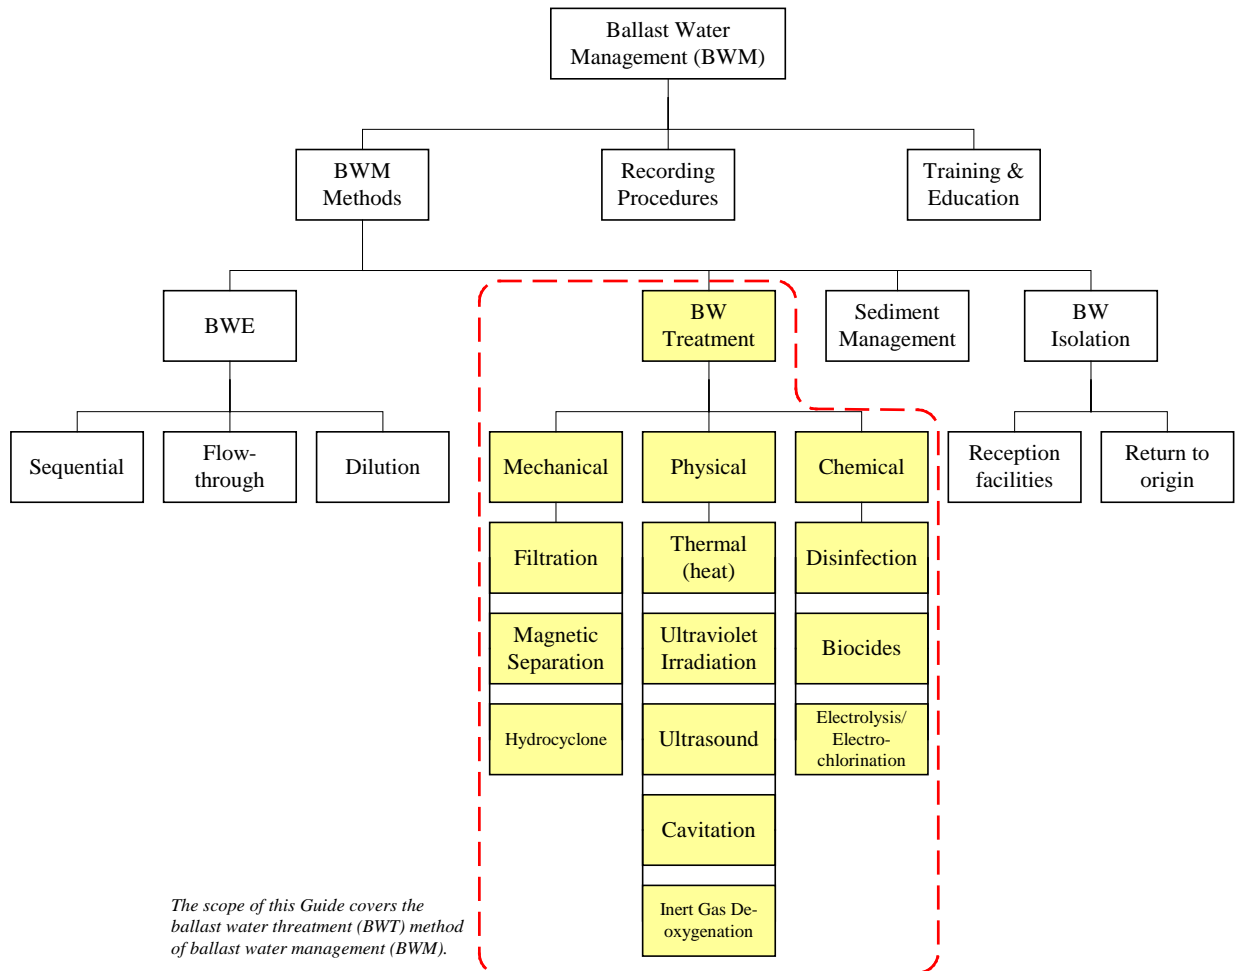 Ballast Water
Management (BWM)
BWM
Methods
Recording
Procedures
Training &
Education
BWE
BW
Treatment
Sediment
Management
BW
Isolation
Sequential
Flow-
through
Dilution
Mechanical
Physical
Chemical
Reception
facilities
Return to
origin
Filtration
Thermal
(heat)
Disinfection
Magnetic
Separation
Ultraviolet
Irradiation
Biocides
Hydrocyclone
Ultrasound
Electrolysis/
Electro-
chlorination
Cavitation
Inert Gas De-
oxygenation
The scope of this Guide covers the
ballast water threatment (BWT) method
of ballast water management (BWM).